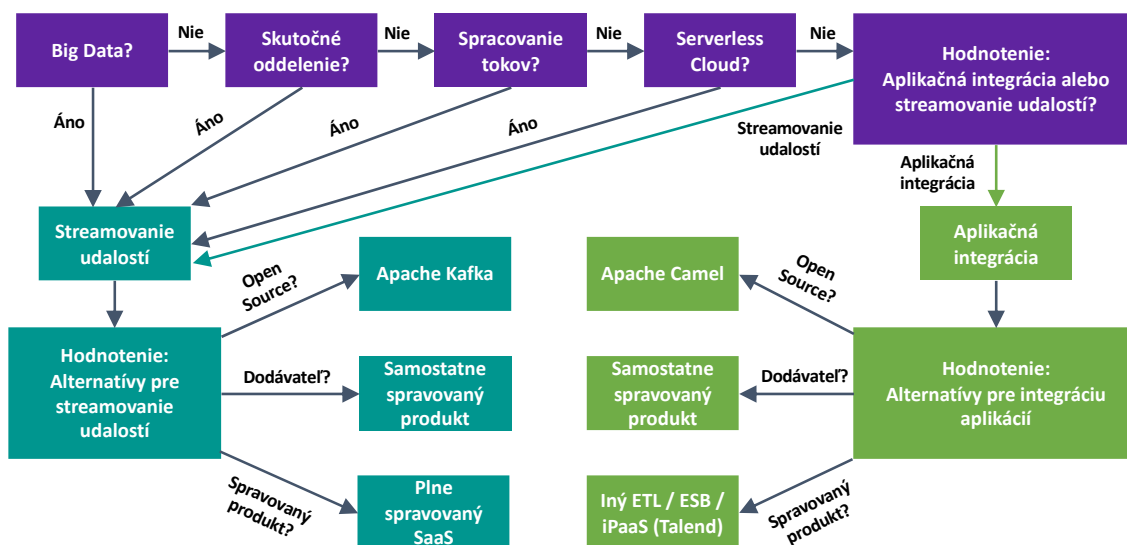 Big Data?
Nie
Skutočné
oddelenie?
Nie
Spracovanie
tokov?
Nie
Serverless
Cloud?
Nie
Hodnotenie:
Aplikačná integrácia alebo
streamovanie udalostí?
Áno
Áno
Áno
Áno
Streamovanie
udalostí
Aplikačná
integrácia
Streamovanie
udalostí
Aplikačná
integrácia
Open
Source?
Apache Kafka
Apache Camel
Open
Source?
Hodnotenie:
Alternatívy pre
streamovanie
udalostí
Dodávateľ?
Samostatne
spravovaný
produkt
Samostatne
spravovaný
produkt
Dodávateľ?
Hodnotenie:
Alternatívy pre integráciu
aplikácií
Spravovaný
produkt?
Plne
spravovaný
SaaS
Iný ETL / ESB /
iPaaS (Talend)
Spravovaný
produkt?